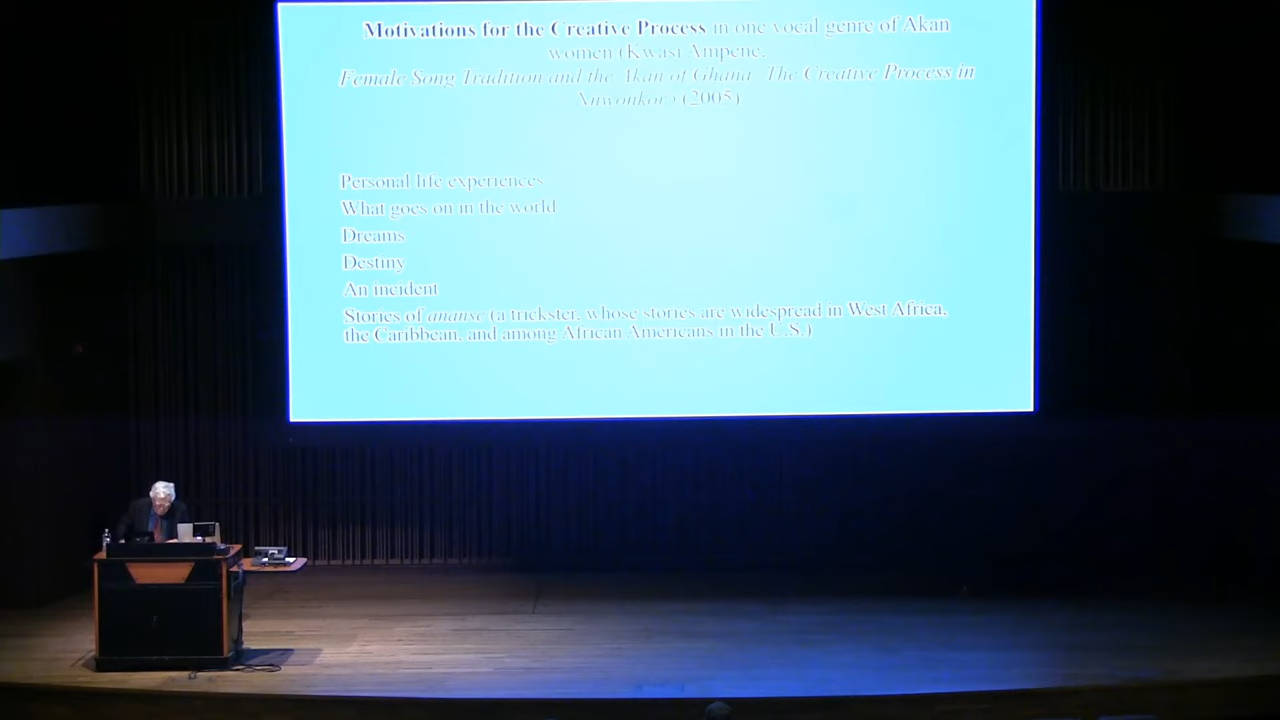 Motivations for the Creative Process in one vocal genre of Akan
women (Kwasi Ampene,
Female Song Tradition and the Akan of Ghana The Creative Process in
Nnwonkoro (2005)
Personal life experiences
What goes on in the world
Dreams
Destiny
An incident
Stories of ananse (a trickster, whose stories are widespread in West Africa,
the Caribbean, and among African Americans in the U.S.)